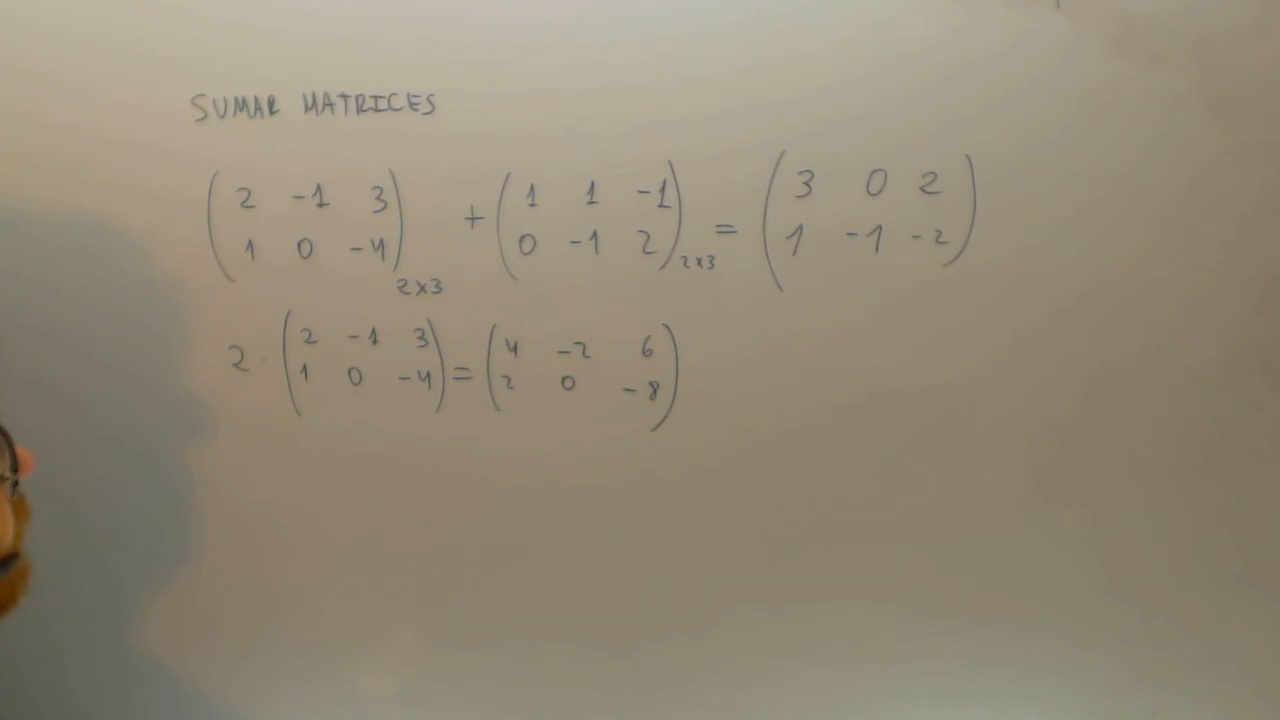 SUMAR MATRICES
( 2 -1 3 ) + ( 1 1 -1 ) = ( 3 0 2 )
( 1 0 -4 ) 2x3 ( 0 -1 2 ) 2x3 ( 1 -1 -2 )
2 ( 2 -1 3 ) = ( 4 -2 6 )
( 1 0 -4 ) ( 2 0 -8 )